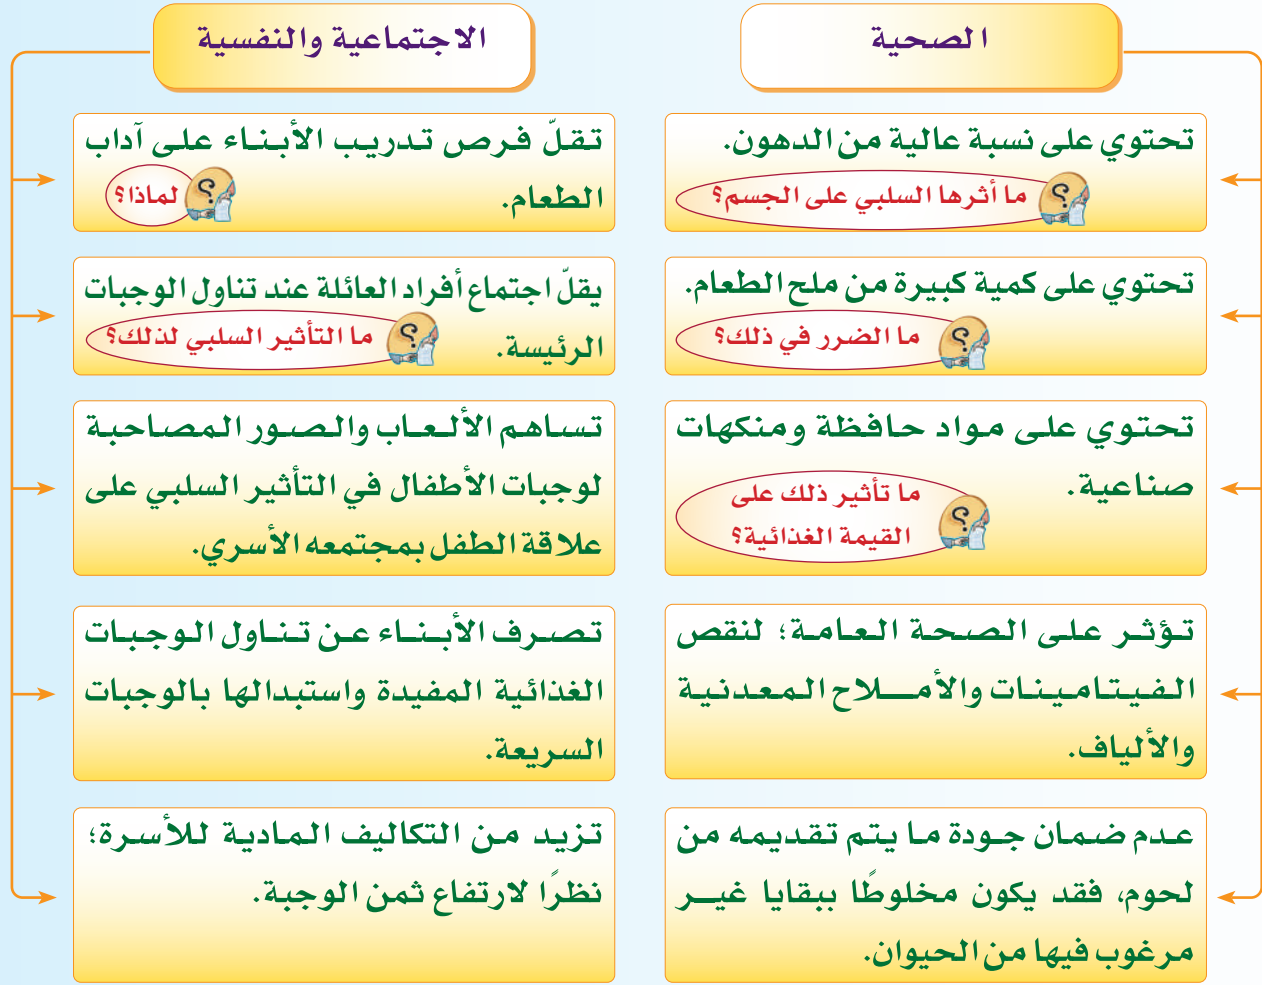 الصحية
تحتوي على نسبة عالية من الدهون.
ما أثرها السلبي على الجسم؟
تحتوي على كمية كبيرة من ملح الطعام.
ما الضرر في ذلك؟
تحتوي على مواد حافظة ومنكهات
صناعية.
ما تأثير ذلك على
القيمة الغذائية؟
تؤثر على الصحة العامة؛ لنقص
الفيتامينات والأملاح المعدنية
والألياف.
عدم ضمان جودة ما يتم تقديمه من
لحوم، فقد يكون مخلوطًا ببقايا غير
مرغوب فيها من الحيوان.
الاجتماعية والنفسية
تقلّ فرص تدريب الأبناء على آداب
الطعام.
لماذا؟
يقلّ اجتماع أفراد العائلة عند تناول الوجبات
الرئيسة.
ما التأثير السلبي لذلك؟
تساهم الألعاب والصور المصاحبة
لوجبات الأطفال في التأثير السلبي على
علاقة الطفل بمجتمعه الأسري.
تصرف الأبناء عن تناول الوجبات
الغذائية المفيدة واستبدالها بالوجبات
السريعة.
تزيد من التكاليف المادية للأسرة؛
نظرًا لارتفاع ثمن الوجبة.